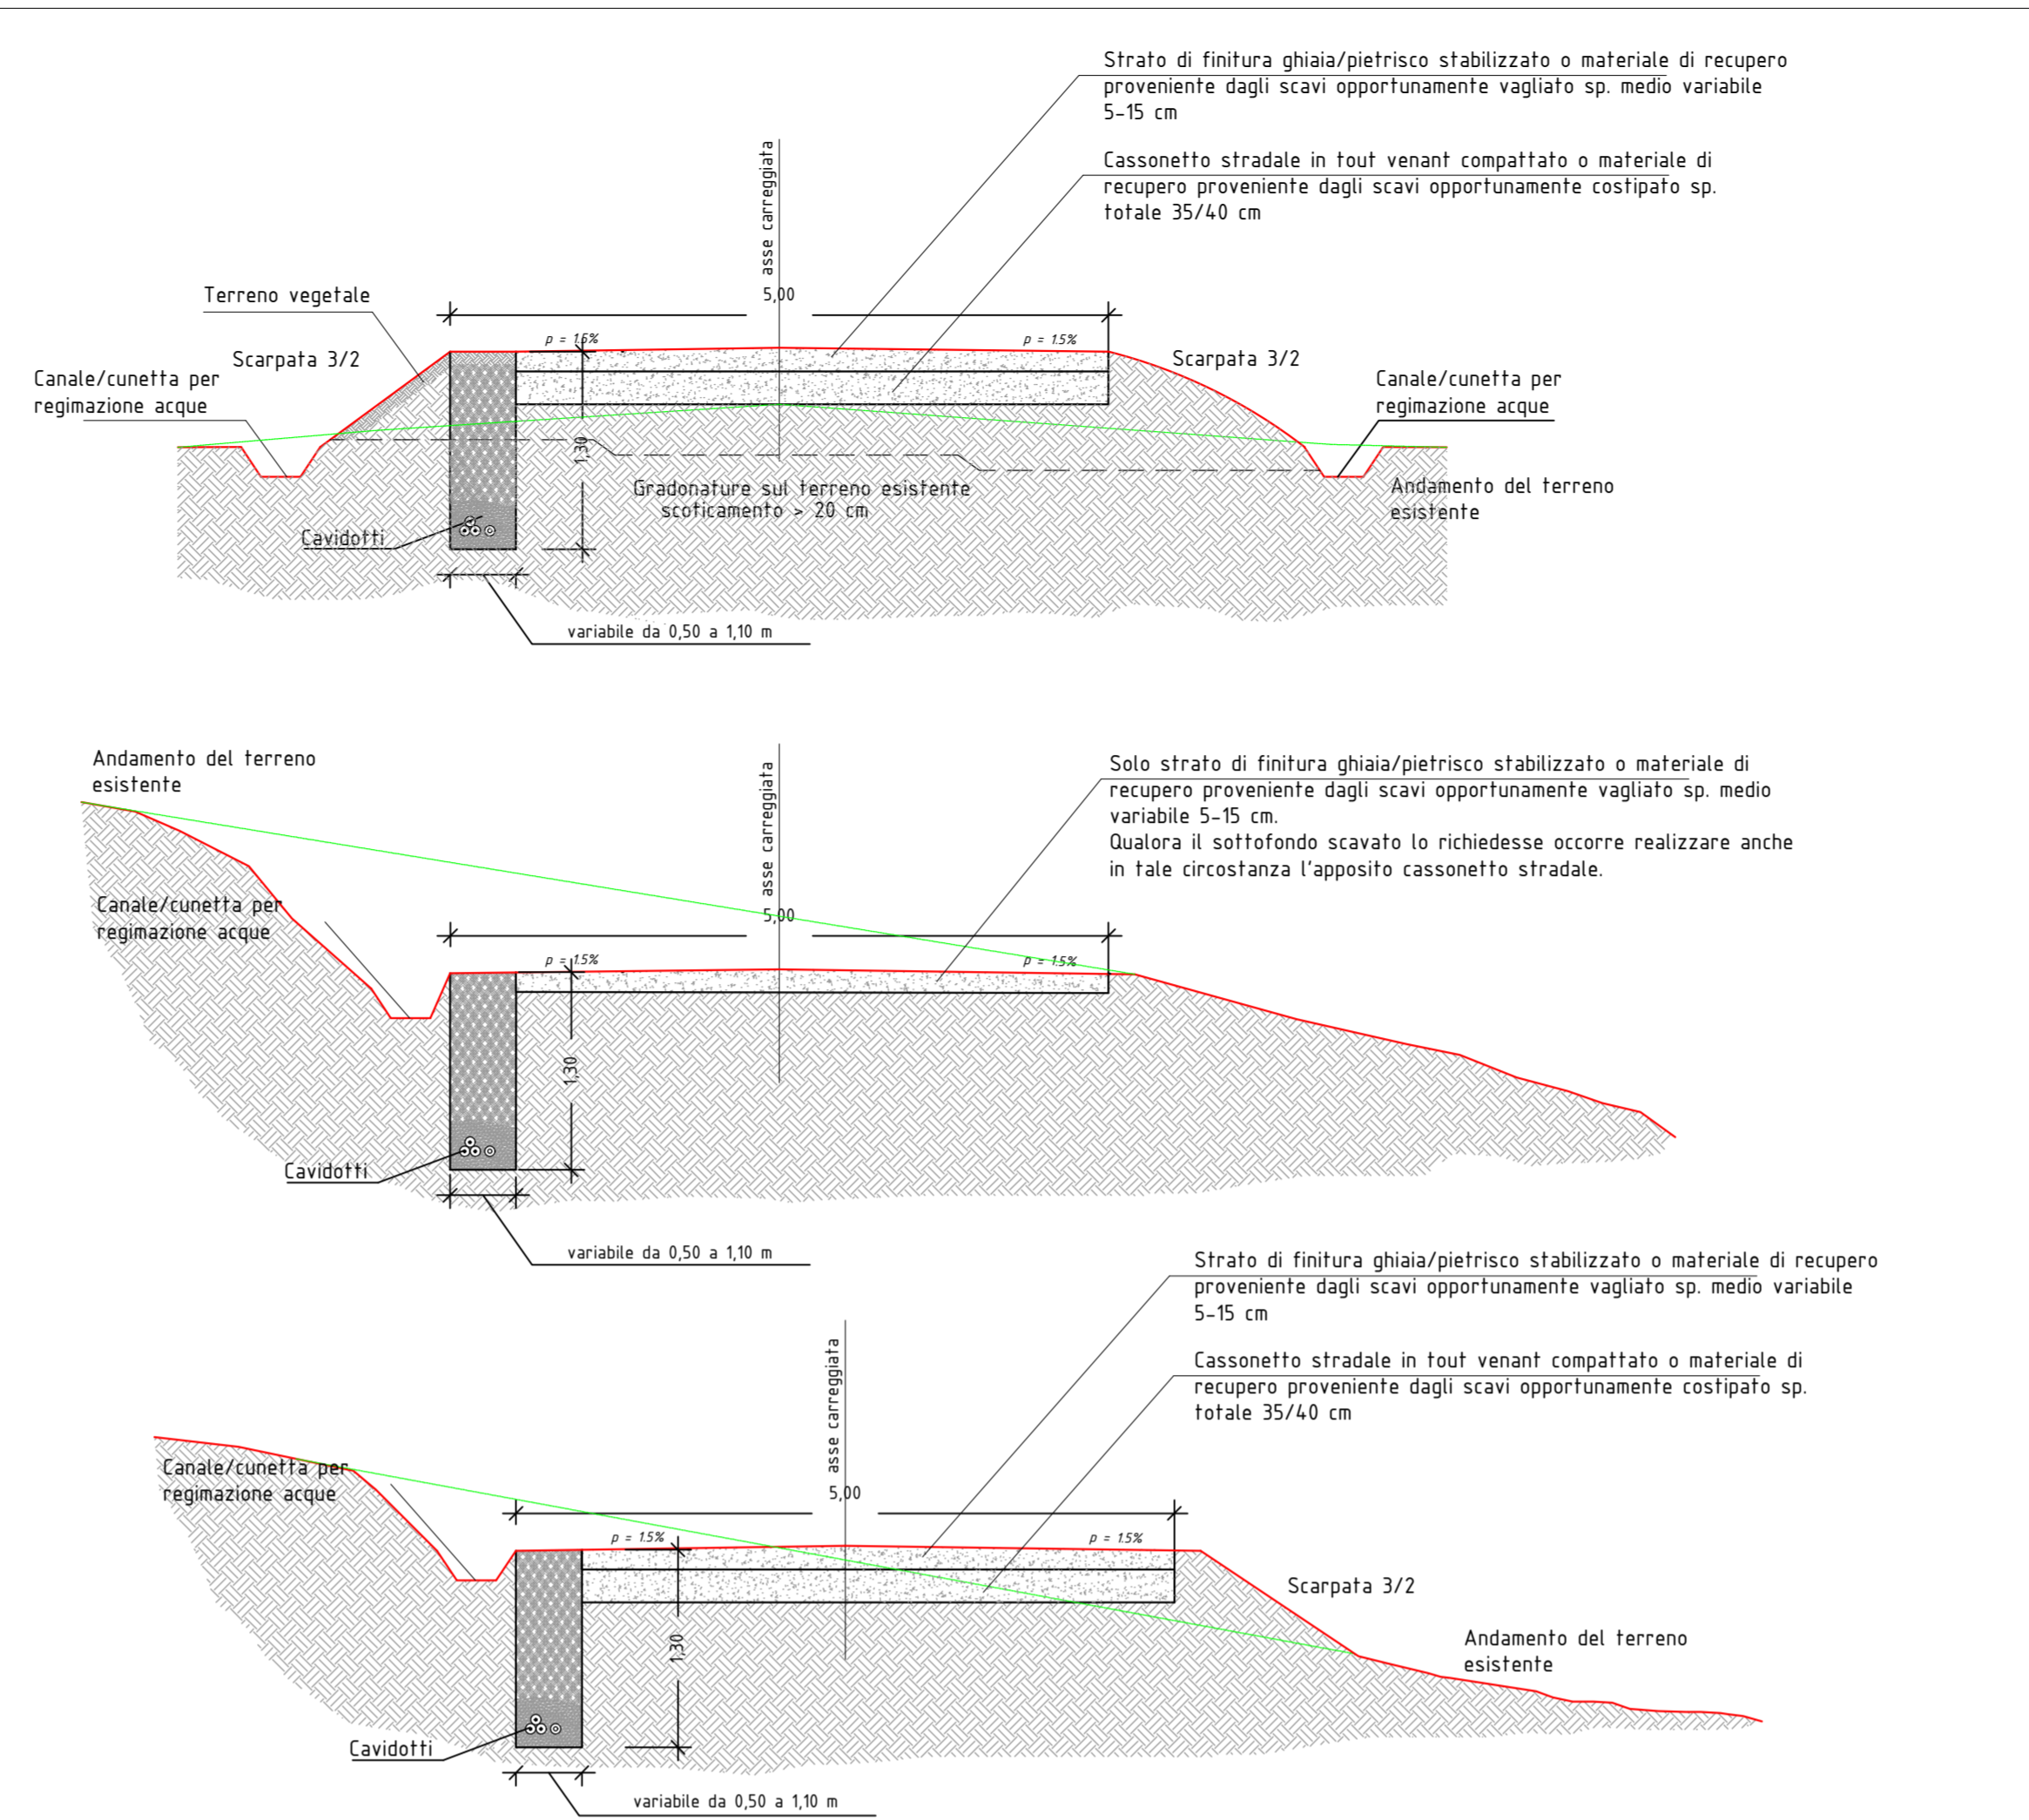 Strato di finitura ghiaia/pietrisco stabilizzato o materiale di recupero
proveniente dagli scavi opportunamente vagliato sp. medio variabile
5-15 cm
Cassonetto stradale in tout venant compattato o materiale di
recupero proveniente dagli scavi opportunamente costipato sp.
totale 35/40 cm
asse carreggiata
5,00
Terreno vegetale
Scarpata 3/2
Canale/cunetta per
regimazione acque
p = 1.5%
p = 1.5%
Scarpata 3/2
Canale/cunetta per
regimazione acque
1,30
Gradonature sul terreno esistente
scoticamento > 20 cm
Andamento del terreno
esistente
Cavidotti
variabile da 0,50 a 1,10 m
Andamento del terreno
esistente
Solo strato di finitura ghiaia/pietrisco stabilizzato o materiale di
recupero proveniente dagli scavi opportunamente vagliato sp. medio
variabile 5-15 cm.
Qualora il sottofondo scavato lo richiedesse occorre realizzare anche
in tale circostanza l'apposito cassonetto stradale.
asse carreggiata
5,00
Canale/cunetta per
regimazione acque
p = 1.5%
p = 1.5%
1,30
Cavidotti
variabile da 0,50 a 1,10 m
Strato di finitura ghiaia/pietrisco stabilizzato o materiale di recupero
proveniente dagli scavi opportunamente vagliato sp. medio variabile
5-15 cm
Cassonetto stradale in tout venant compattato o materiale di
recupero proveniente dagli scavi opportunamente costipato sp.
totale 35/40 cm
asse carreggiata
5,00
Canale/cunetta per
regimazione acque
p = 1.5%
p = 1.5%
Scarpata 3/2
1,30
Andamento del terreno
esistente
Cavidotti
variabile da 0,50 a 1,10 m